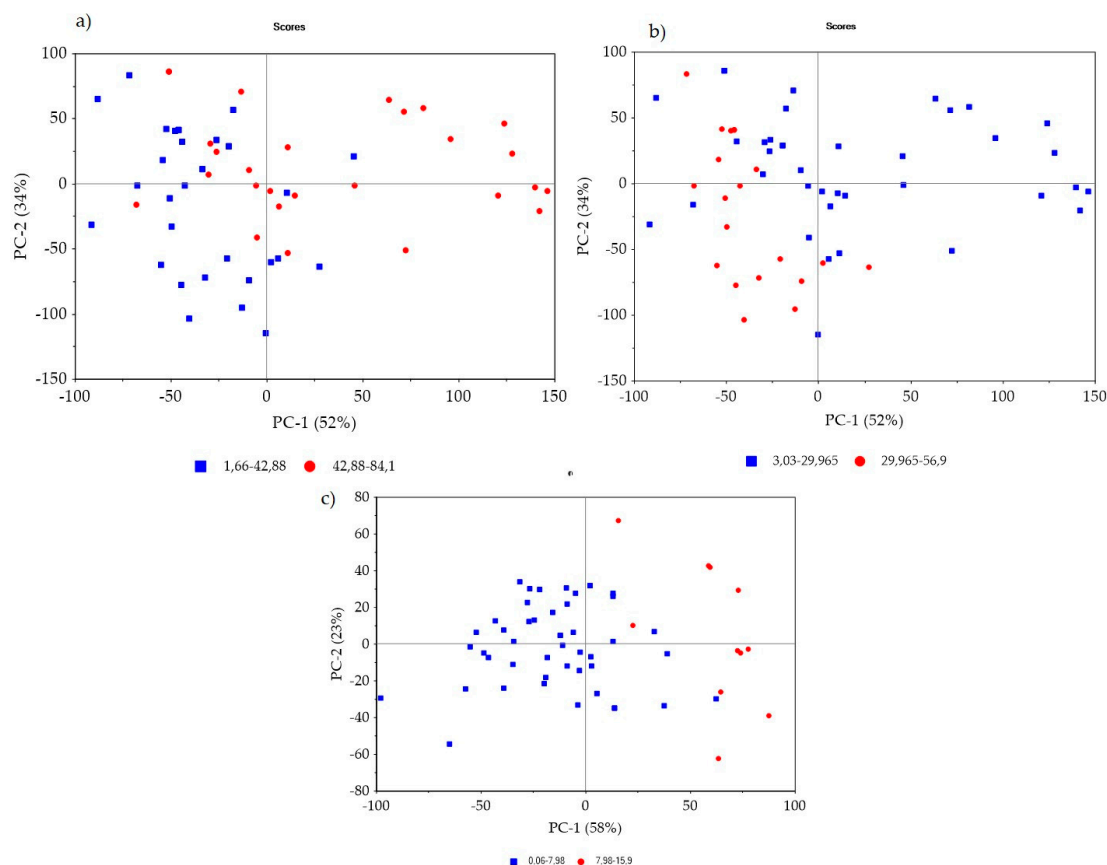 a)
Scores
100
50
0
-50
-100
-150
PC-2 (34%)
-100 -50 0 50 100 150
PC-1 (52%)
1,66-42,88 42,88-84,1
b)
Scores
100
50
0
-50
-100
-150
PC-2 (34%)
-100 -50 0 50 100 150
PC-1 (52%)
3,03-29,965 29,965-56,9
c)
80
60
40
20
0
-20
-40
-60
-80
PC-2 (23%)
-100 -50 0 50 100
PC-1 (58%)
0,06-7,98 7,98-15,9